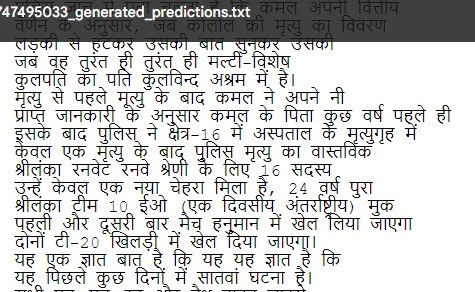 747495033_generated_predictions.txt
है कि कमल अपनी वित्तीय
वर्णन के अनुसार, जब कालोल की मृत्यु का विवरण
लड़की से हटकर उसकी बात सुनकर उसकी
जब वह तुरंत ही तुरंत ही मल्टी-विशेष
कुलपति का पति कुलविन्द अश्रम में है।
मृत्यु से पहले मृत्यु के बाद कमल ने अपने नी
प्राप्त जानकारी के अनुसार कमल के पिता कुछ वर्ष पहले ही
इसके बाद पुलिस ने क्षेत्र-16 में अस्पताल के मृत्युगृह में
केवल एक मृत्यु के बाद पुलिस मृत्यु का वास्तविक
श्रीलंका रनवेट रनवे श्रेणी के लिए 16 सदस्य
उन्हें केवल एक नया चेहरा मिला है, 24 वर्ष पुरा
श्रीलंका टीम 10 ईओ (एक दिवसीय अंतर्राष्ट्रीय) मुक
पहली और दूसरी बार मैच हनुमान में खेल लिया जाएगा
दोनों टी-20 खिलड़ी में खेल दिया जाएगा।
यह एक ज्ञात बात है कि यह यह ज्ञात है कि
यह पिछले कुछ दिनों में सातवां घटना है।